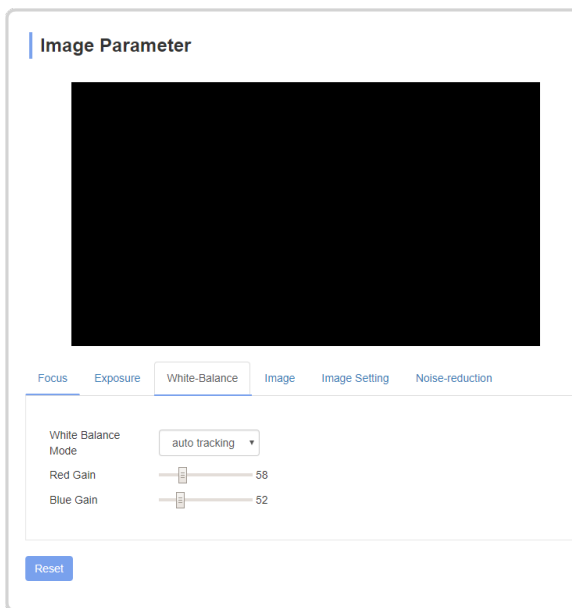 Image Parameter
Focus Exposure White-Balance Image Image Setting Noise-reduction
White Balance
Mode
auto tracking
Red Gain 58
Blue Gain 52
Reset